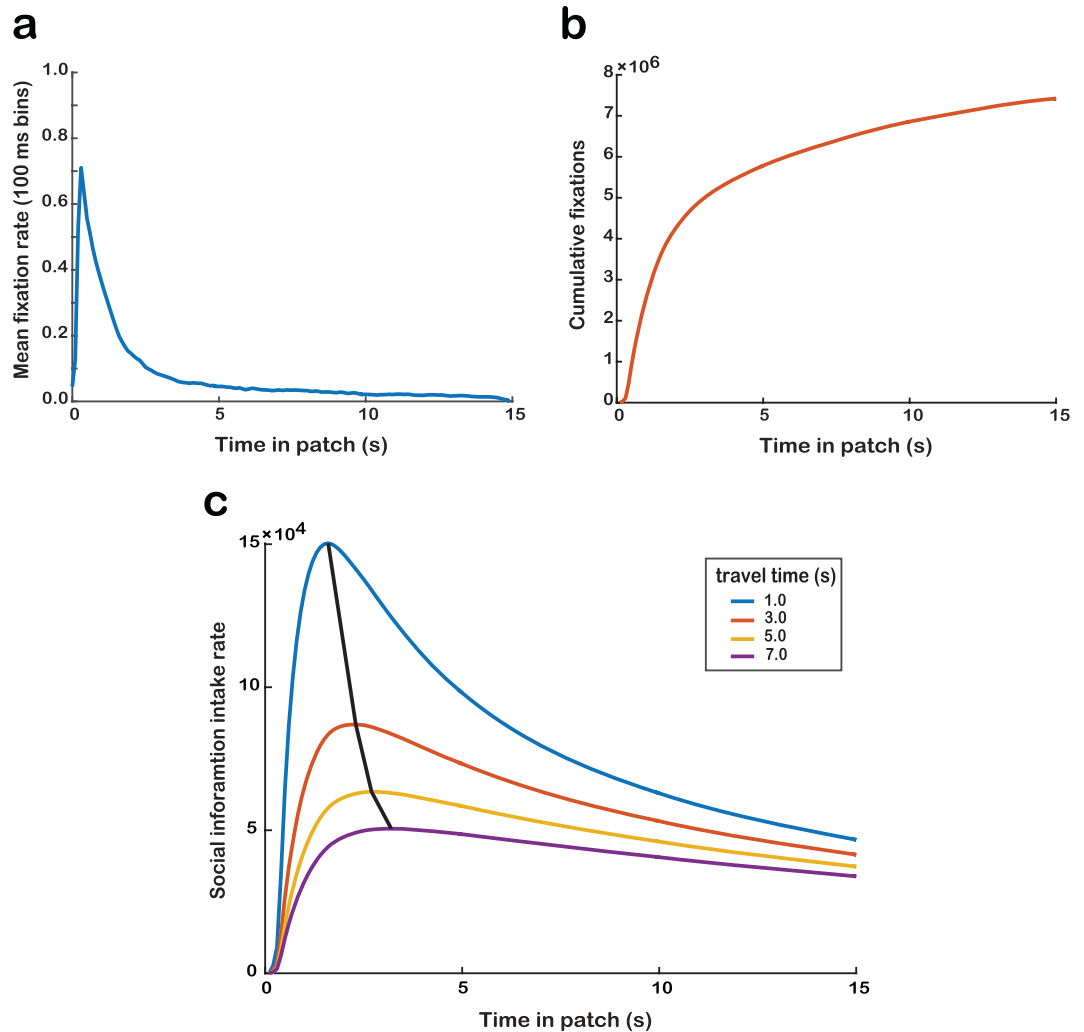 a
Mean fixation rate (100 ms bins)
1.0
0.8
0.6
0.4
0.2
0.0
0 5 10 15
Time in patch (s)
b
Cumulative fixations
8×10⁶
7
6
5
4
3
2
1
0
0 5 10 15
Time in patch (s)
c
Social inforamtion intake rate
15×10⁴
10
5
0
0 5 10 15
Time in patch (s)
travel time (s)
1.0
3.0
5.0
7.0